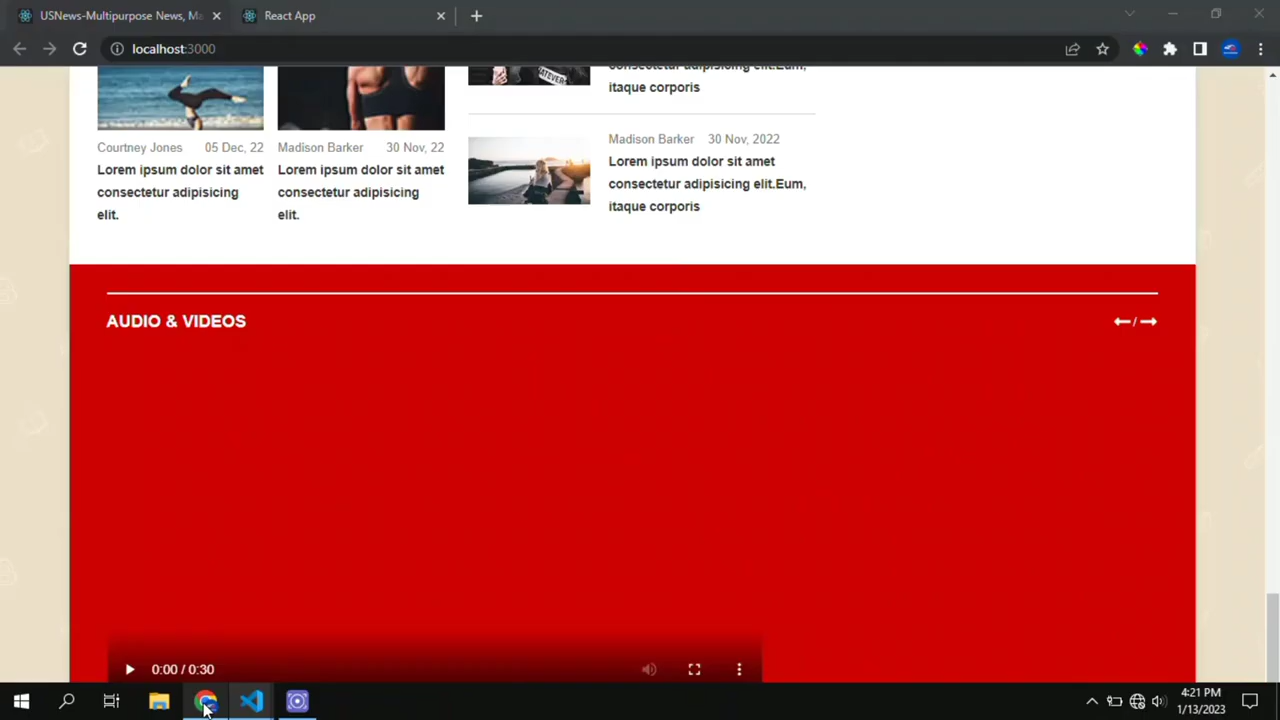 USNews-Multipurpose News, Ma
React App
localhost:3000
consectetur adipisicing elit.Eum,
itaque corporis
ATEVER
Courtney Jones 05 Dec, 22
Lorem ipsum dolor sit amet
consectetur adipisicing
elit.
Madison Barker 30 Nov, 22
Lorem ipsum dolor sit amet
consectetur adipisicing
elit.
Madison Barker 30 Nov, 2022
Lorem ipsum dolor sit amet
consectetur adipisicing elit.Eum,
itaque corporis
AUDIO & VIDEOS
/
0:00 / 0:30
4:21 PM
1/13/2023